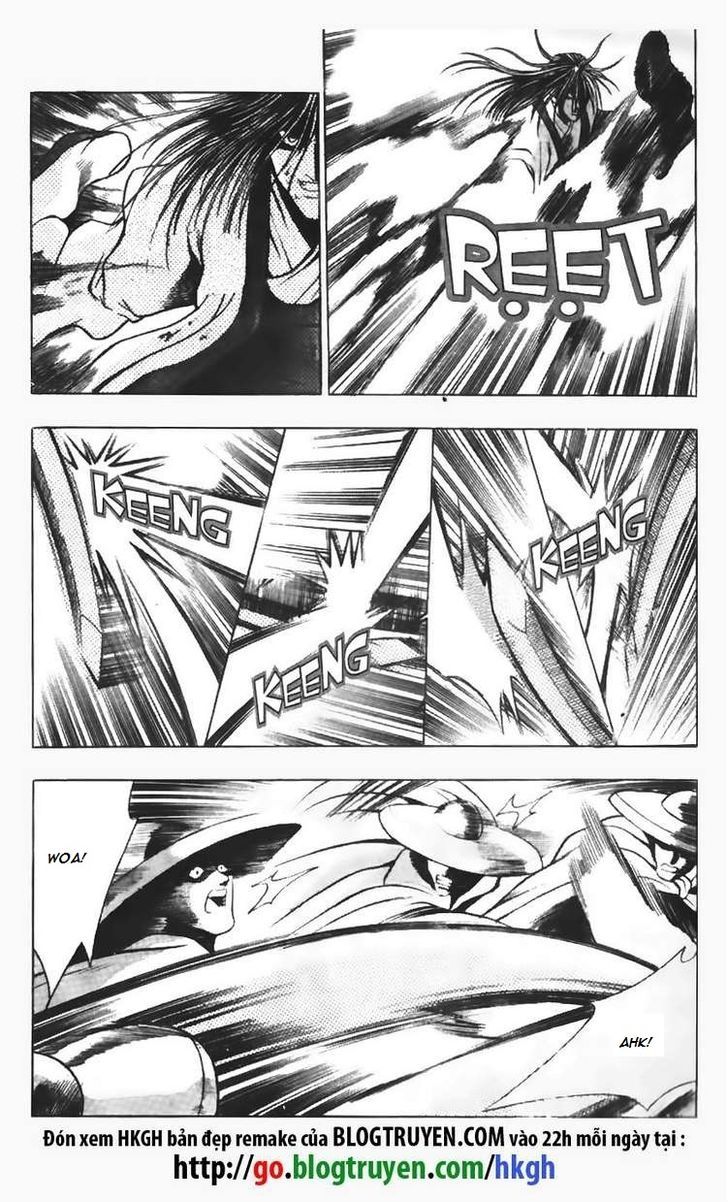 RẸẸT
KEENG
KEENG
KEENG
WOA!
AHK!
Đón xem HKGH bản đẹp remake của BLOGTRUYEN.COM vào 22h mỗi ngày tại :
http://go.blogtruyen.com/hkgh